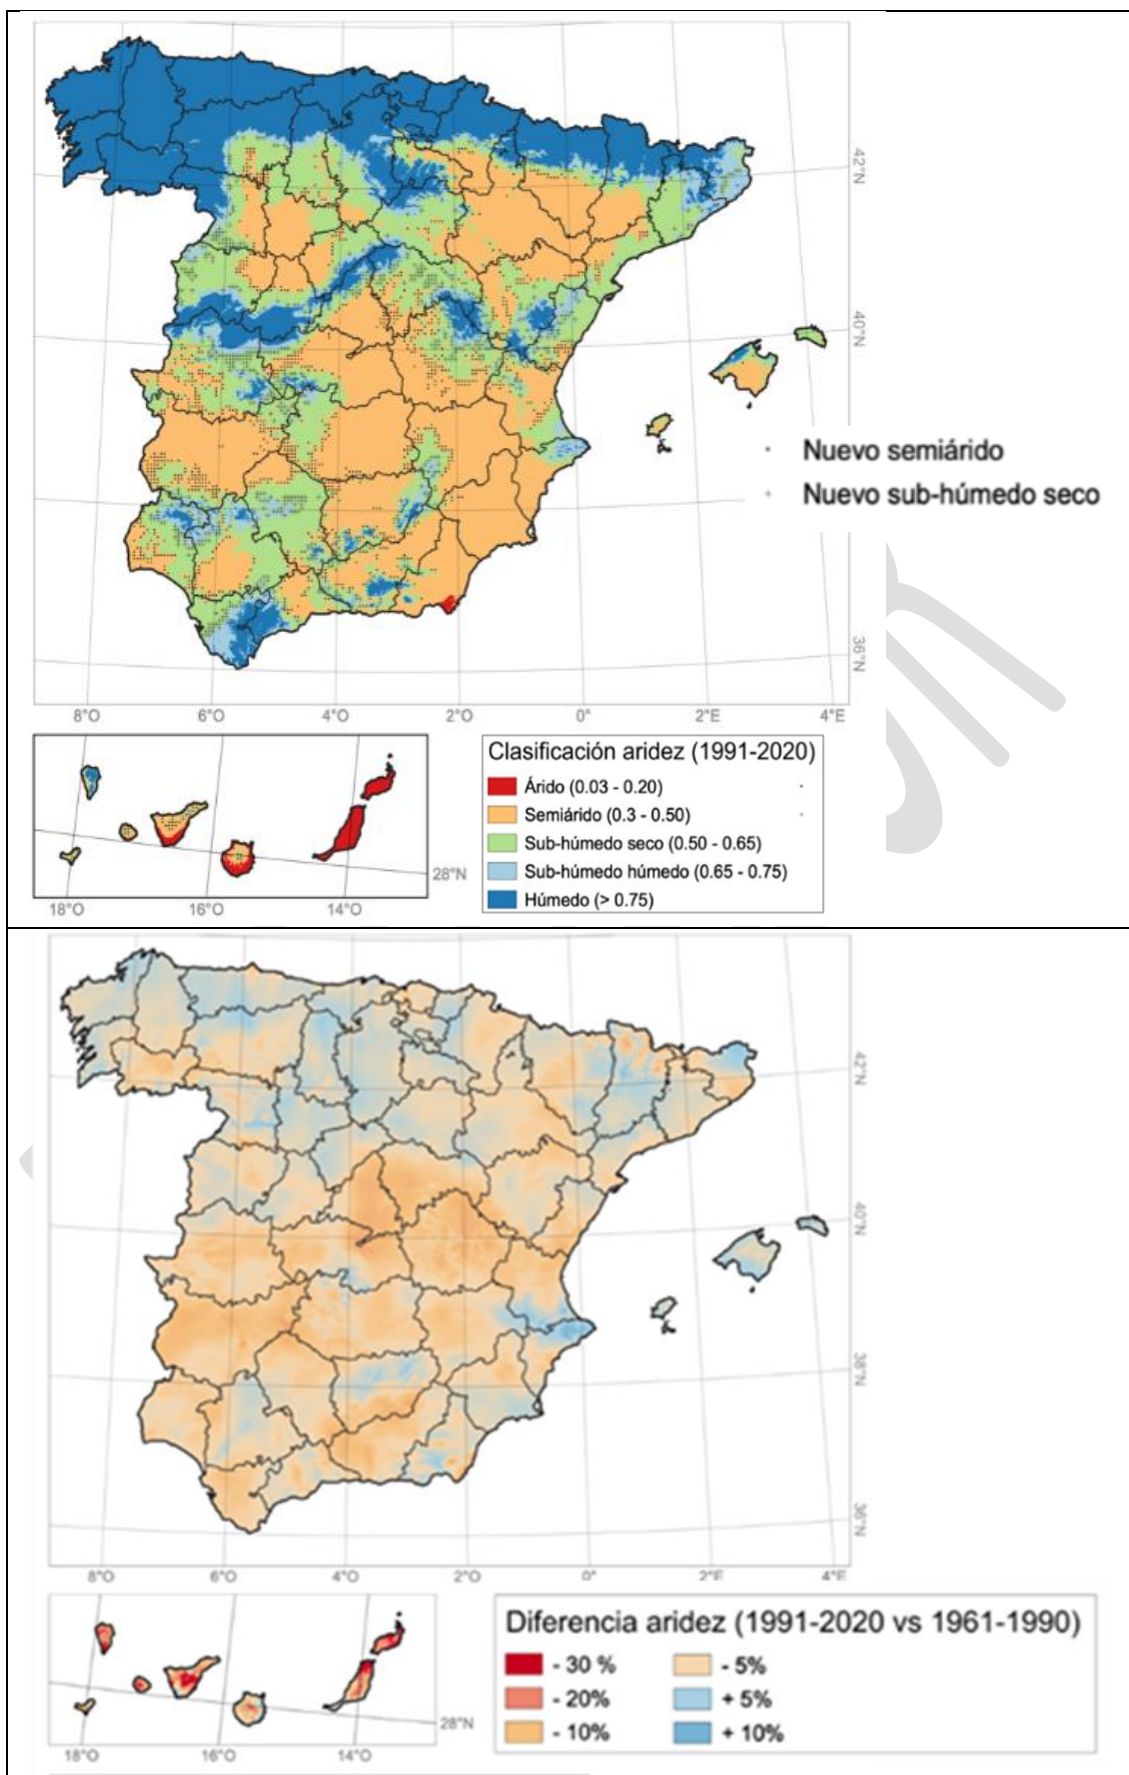 42°N
40°N
Nuevo semiárido
Nuevo sub-húmedo seco
36°N
8°O 6°O 4°O 2°O 0° 2°E 4°E
Clasificación aridez (1991-2020)
Árido (0.03 - 0.20)
Semiárido (0.3 - 0.50)
Sub-húmedo seco (0.50 - 0.65)
Sub-húmedo húmedo (0.65 - 0.75)
Húmedo (> 0.75)
28°N
18°O 16°O 14°O
42°N
40°N
38°N
36°N
8°O 6°O 4°O 2°O 0° 2°E 4°E
Diferencia aridez (1991-2020 vs 1961-1990)
- 30 % - 5%
- 20% + 5%
- 10% + 10%
28°N
18°O 16°O 14°O